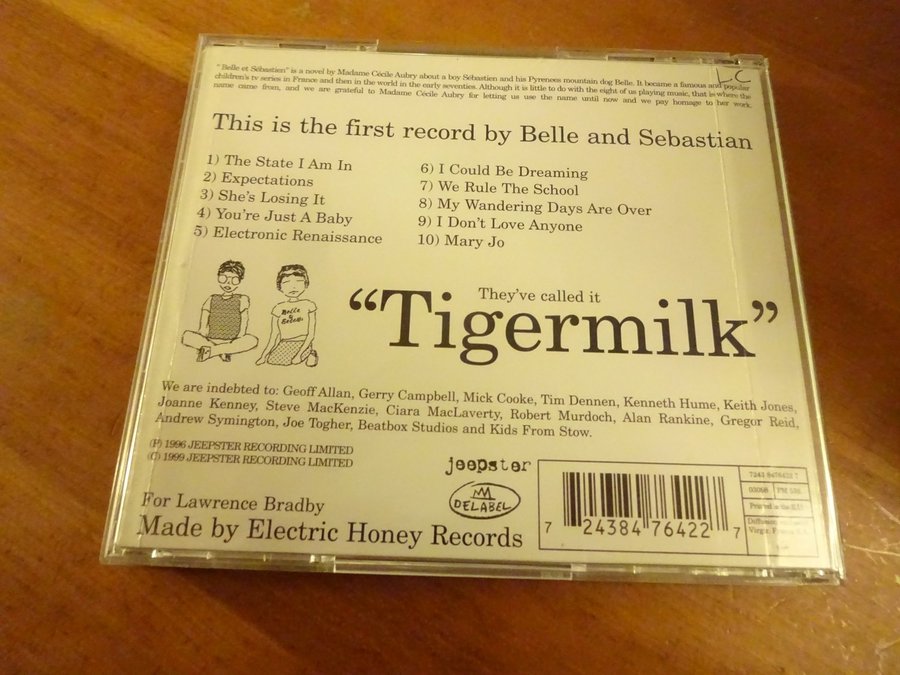 "Belle et Sébastien" is a novel by Madame Cécile Aubry about a boy Sébastien and his Pyrenees mountain dog Belle. It became a famous and popular
children's tv series in France and then in the world in the early seventies. Although it is little to do with the eight of us playing music, that is where the
name came from, and we are grateful to Madame Cécile Aubry for letting us use the name until now and we pay homage to her work.
LC
This is the first record by Belle and Sebastian
1) The State I Am In
2) Expectations
3) She's Losing It
4) You're Just A Baby
5) Electronic Renaissance
6) I Could Be Dreaming
7) We Rule The School
8) My Wandering Days Are Over
9) I Don't Love Anyone
10) Mary Jo
Belle
&
They've called it
"Tigermilk"
We are indebted to: Geoff Allan, Gerry Campbell, Mick Cooke, Tim Dennen, Kenneth Hume, Keith Jones,
Joanne Kenney, Steve MacKenzie, Ciara MacLaverty, Robert Murdoch, Alan Rankine, Gregor Reid,
Andrew Symington, Joe Togher, Beatbox Studios and Kids From Stow.
(P) 1996 JEEPSTER RECORDING LIMITED
(C) 1999 JEEPSTER RECORDING LIMITED
For Lawrence Bradby
Made by Electric Honey Records
jeepster
DELABEL
7 24384 76422 7
7243 8476422 7
Printed in the